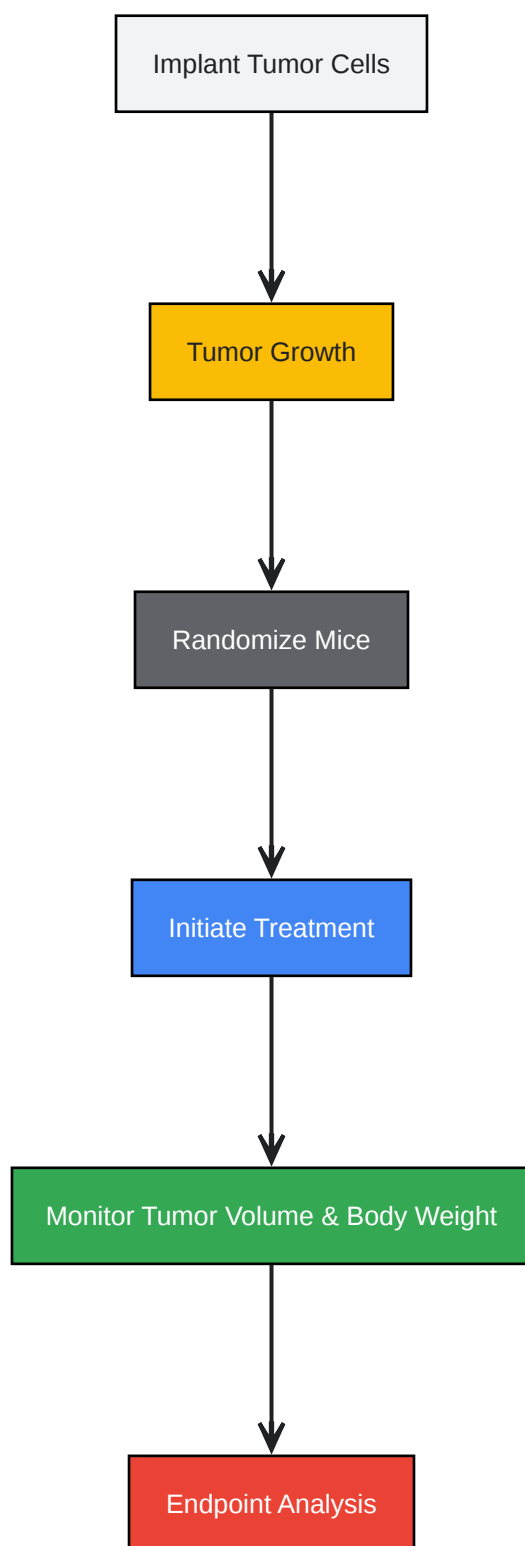 Implant Tumor Cells
Tumor Growth
Randomize Mice
Initiate Treatment
Monitor Tumor Volume & Body Weight
Endpoint Analysis